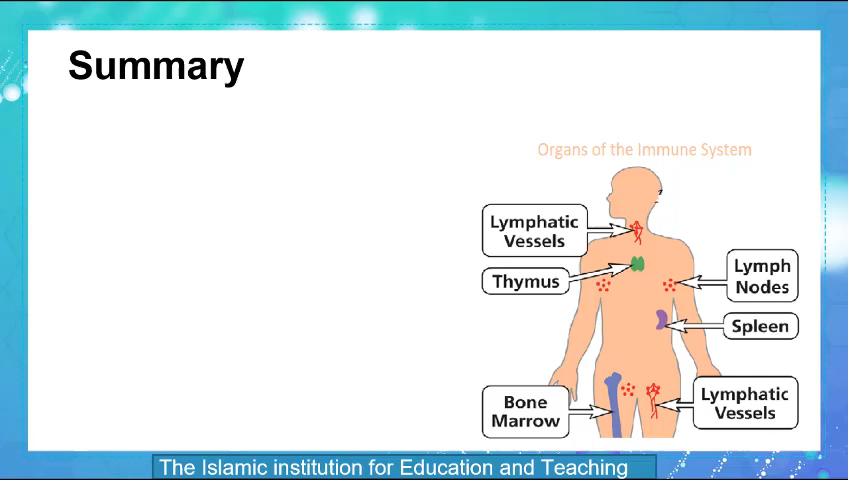 Summary
Organs of the Immune System
Lymphatic
Vessels
Thymus
Lymph
Nodes
Spleen
Bone
Marrow
Lymphatic
Vessels
The Islamic institution for Education and Teaching